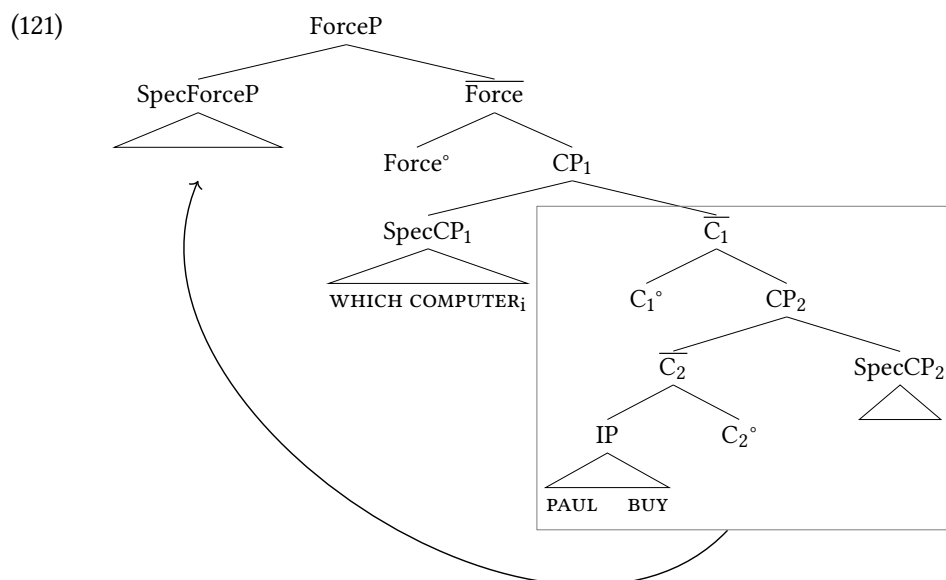 (121)
ForceP
SpecForceP Force
Force° CP₁
SpecCP₁ C₁
WHICH COMPUTERᵢ C₁° CP₂
C₂ SpecCP₂
IP C₂°
PAUL BUY